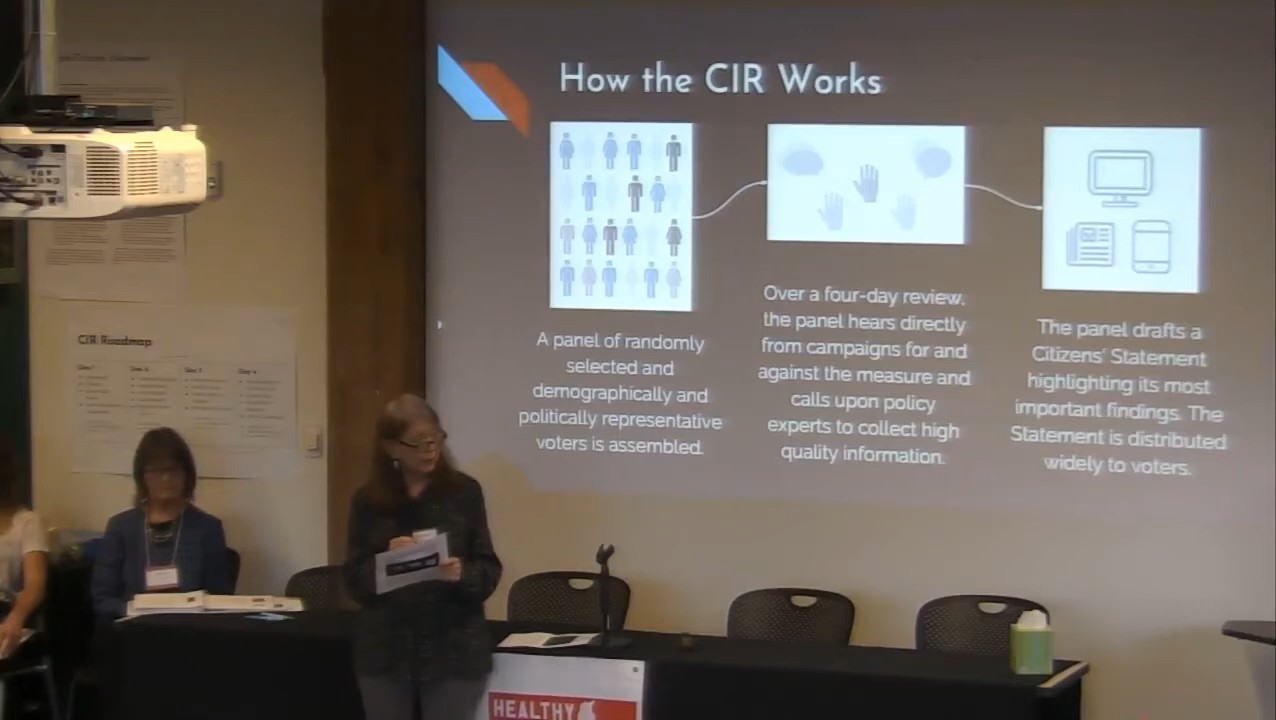 How the CIR Works
A panel of randomly
selected and
demographically and
politically representative
voters is assembled.
Over a four-day review,
the panel hears directly
from campaigns for and
against the measure and
calls upon policy
experts to collect high
quality information.
The panel drafts a
Citizens' Statement
highlighting its most
important findings. The
Statement is distributed
widely to voters.
CIR Roadmap
HEALTHY